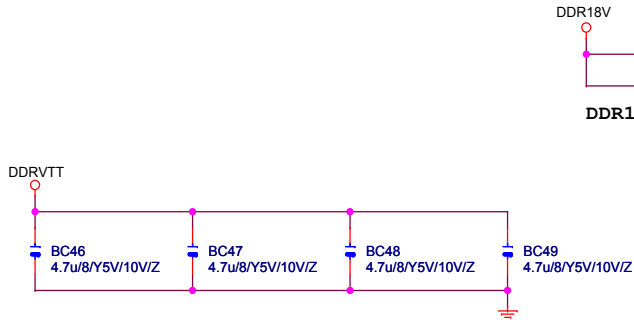 DDR18V
DDR1
DDRVTT
BC46
4.7u/8/Y5V/10V/Z
BC47
4.7u/8/Y5V/10V/Z
BC48
4.7u/8/Y5V/10V/Z
BC49
4.7u/8/Y5V/10V/Z